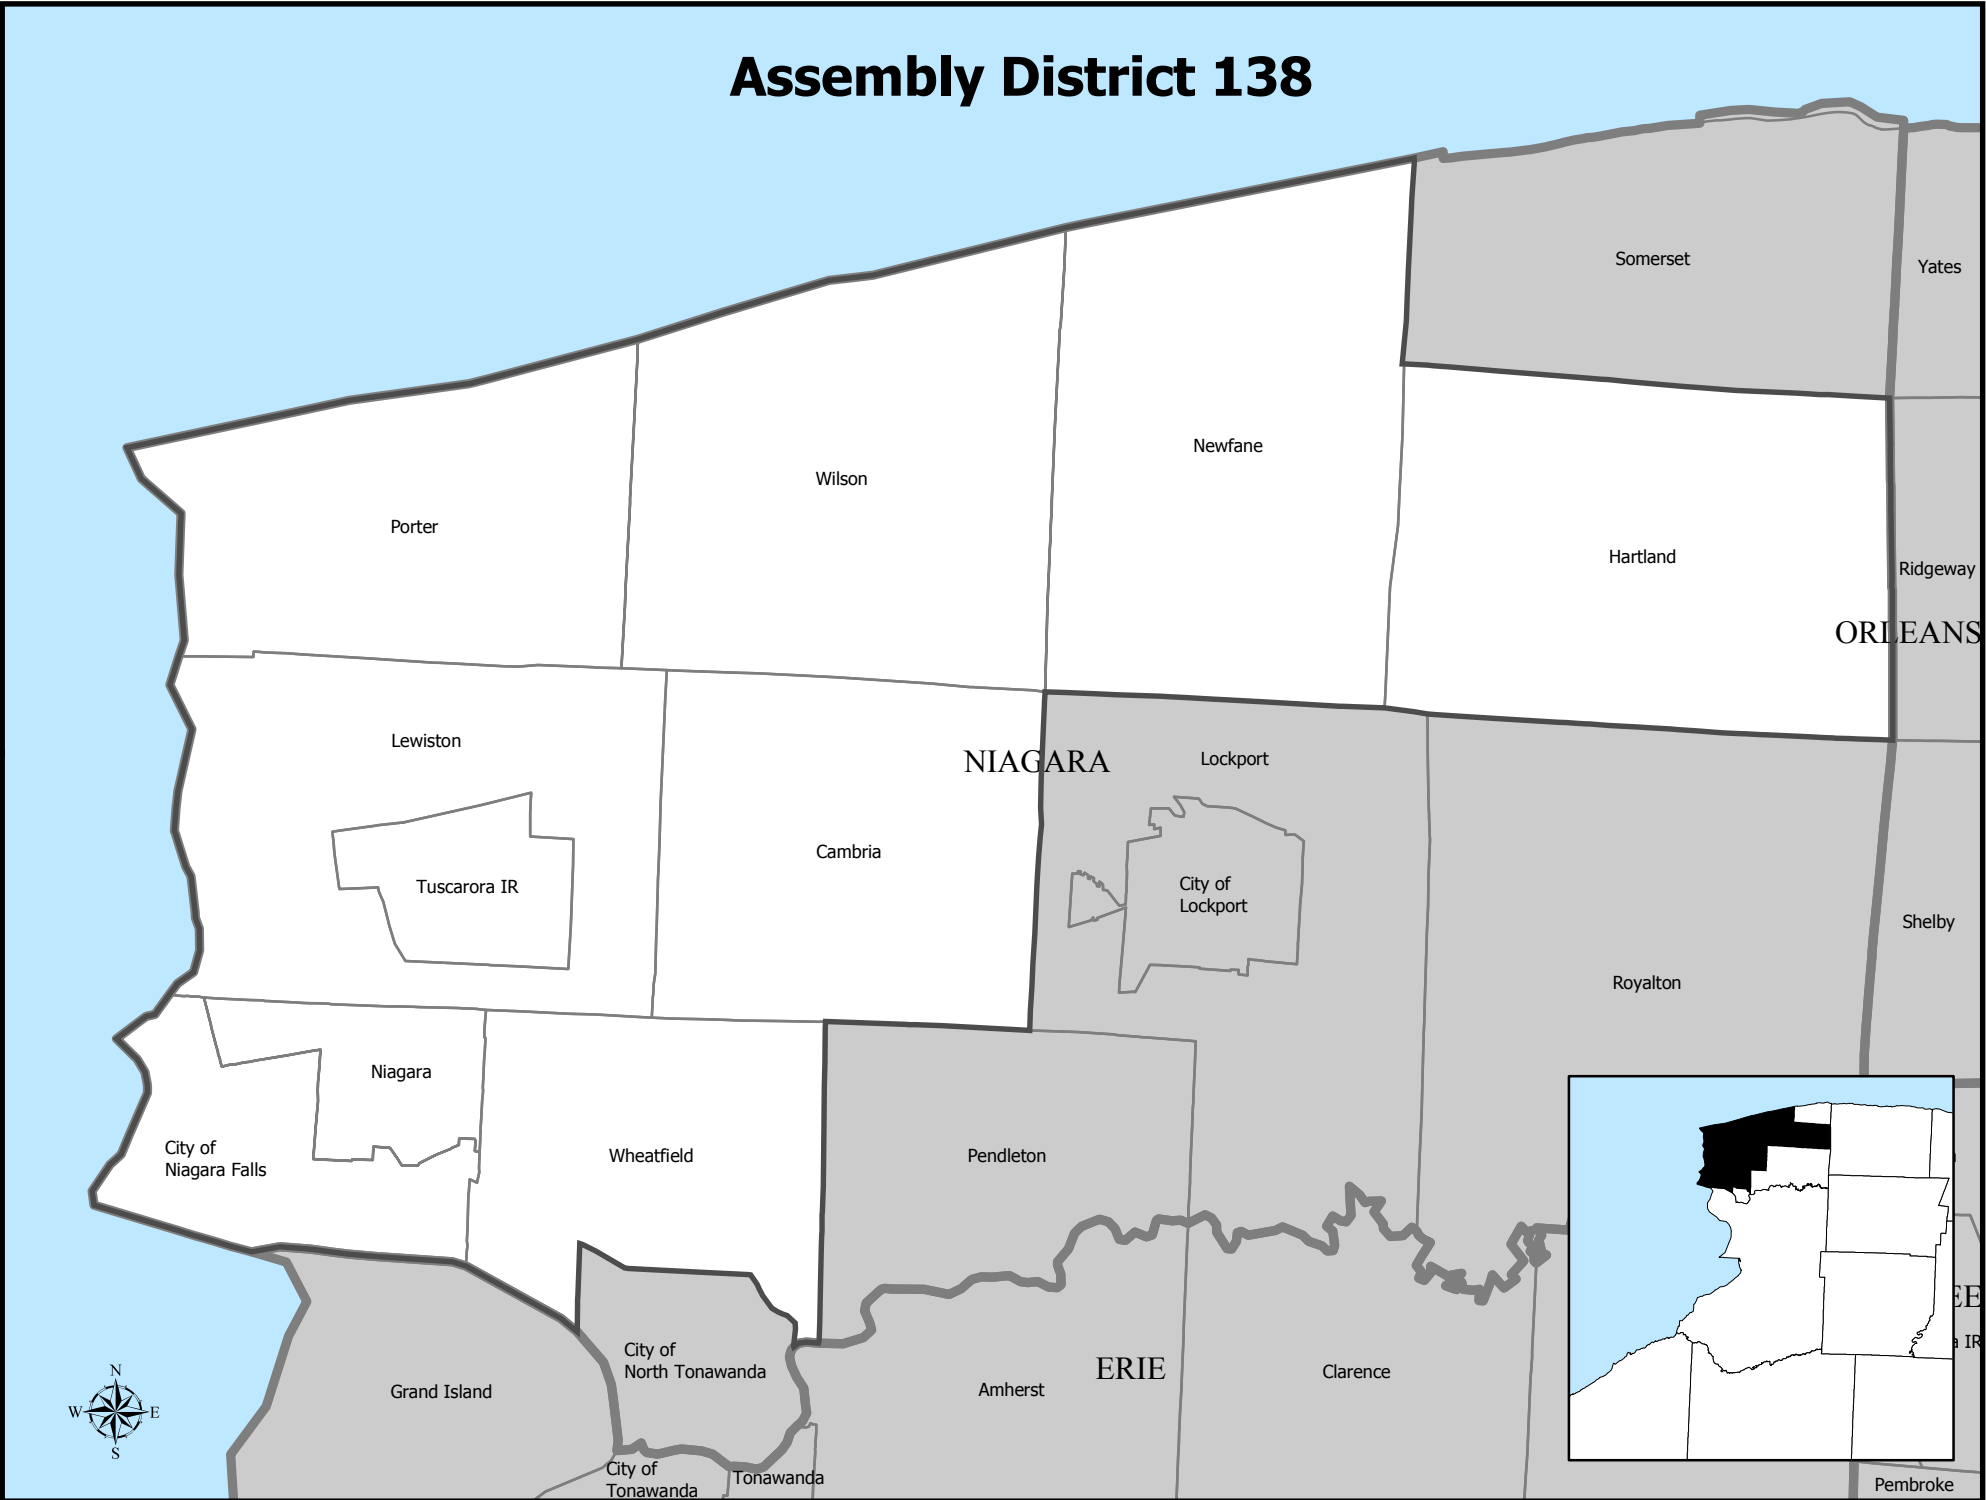 Assembly District 138
Somerset
Yates
Newfane
Wilson
Porter
Hartland
Ridgeway
ORLEANS
Lewiston
NIAGARA
Lockport
Cambria
Tuscarora IR
City of
Lockport
Shelby
Royalton
Niagara
City of
Niagara Falls
Wheatfield
Pendleton
EE
a IR
City of
North Tonawanda
ERIE
Clarence
Grand Island
Amherst
N
W
E
S
City of
Tonawanda
Tonawanda
Pembroke